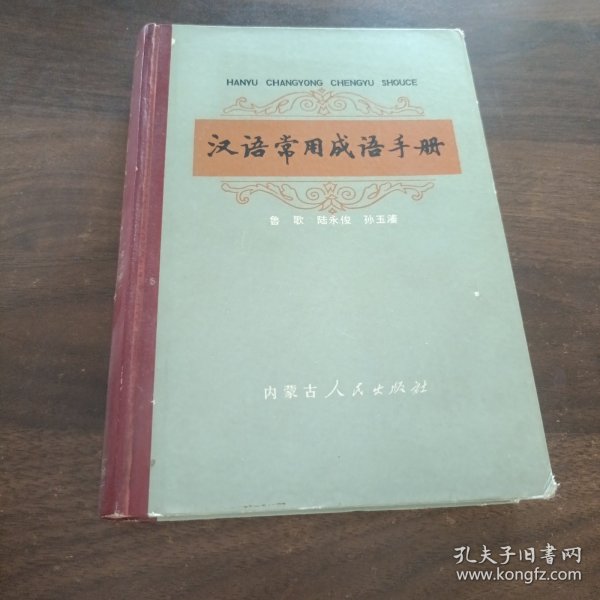 HANYU CHANGYONG CHENGYU SHOUCE
汉语常用成语手册
鲁 歌 陆永俊 孙玉溱
内蒙古人民出版社
孔夫子旧书网
www.kongfz.com